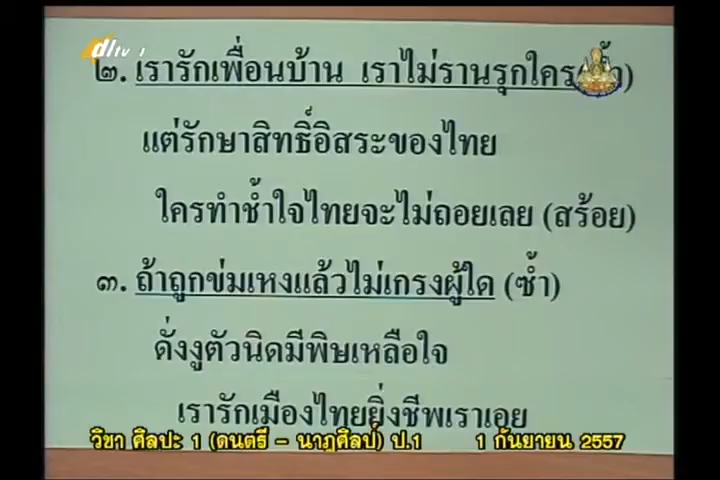 dltv 1
๒. เรารักเพื่อนบ้าน เราไม่รานรุกใคร
แต่รักษาสิทธิ์อิสระของไทย
ใครทำช้ำใจไทยจะไม่ถอยเลย (สร้อย)
๓. ถ้าถูกข่มเหงแล้วไม่เกรงผู้ใด (ซ้ำ)
ดั่งงูตัวนิดมีพิษเหลือใจ
เรารักเมืองไทยยิ่งชีพเราเอย
วิชา ศิลปะ 1 (ดนตรี - นาฏศิลป์) ป.1 1 กันยายน 2557